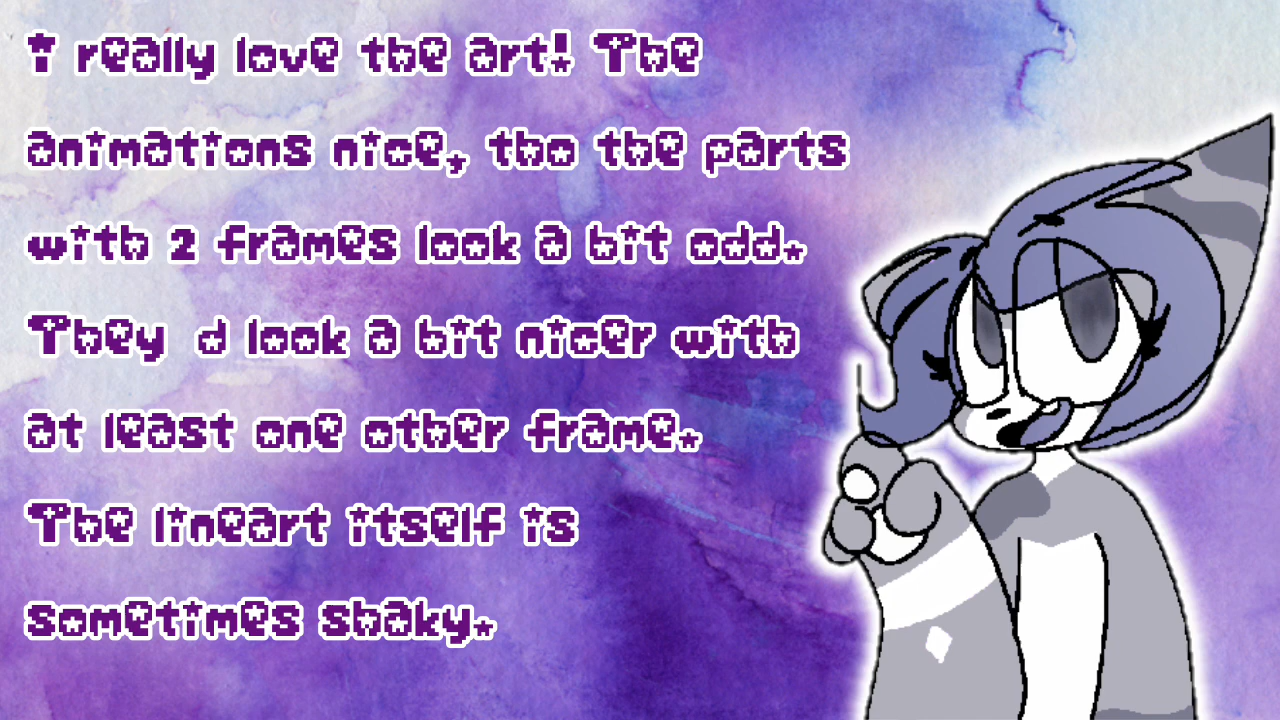 I really love the art! The
animations nice, tho the parts
with 2 frames look a bit odd.
They d look a bit nicer with
at least one other frame.
The lineart itself is
sometimes shaky.